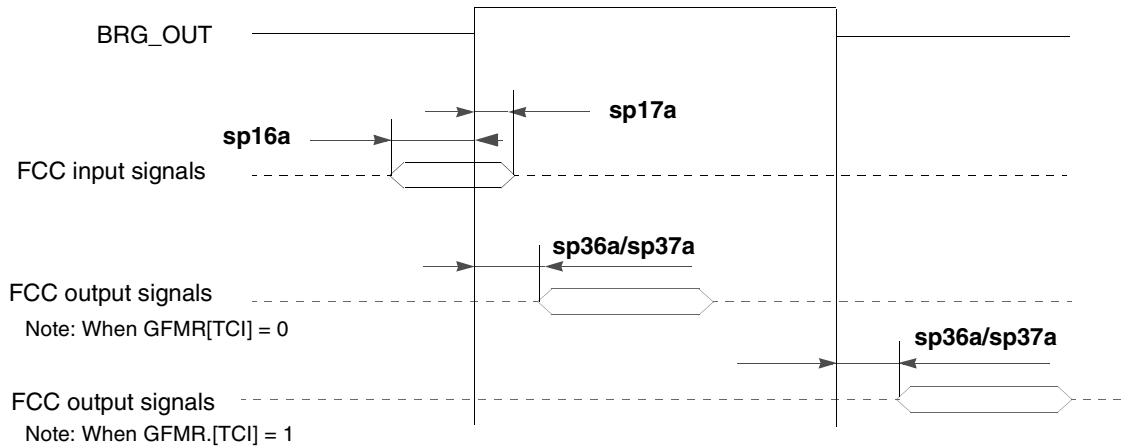 BRG_OUT
sp17a
sp16a
FCC input signals
sp36a/sp37a
FCC output signals
Note: When GFMR[TCI] = 0
sp36a/sp37a
FCC output signals
Note: When GFMR.[TCI] = 1